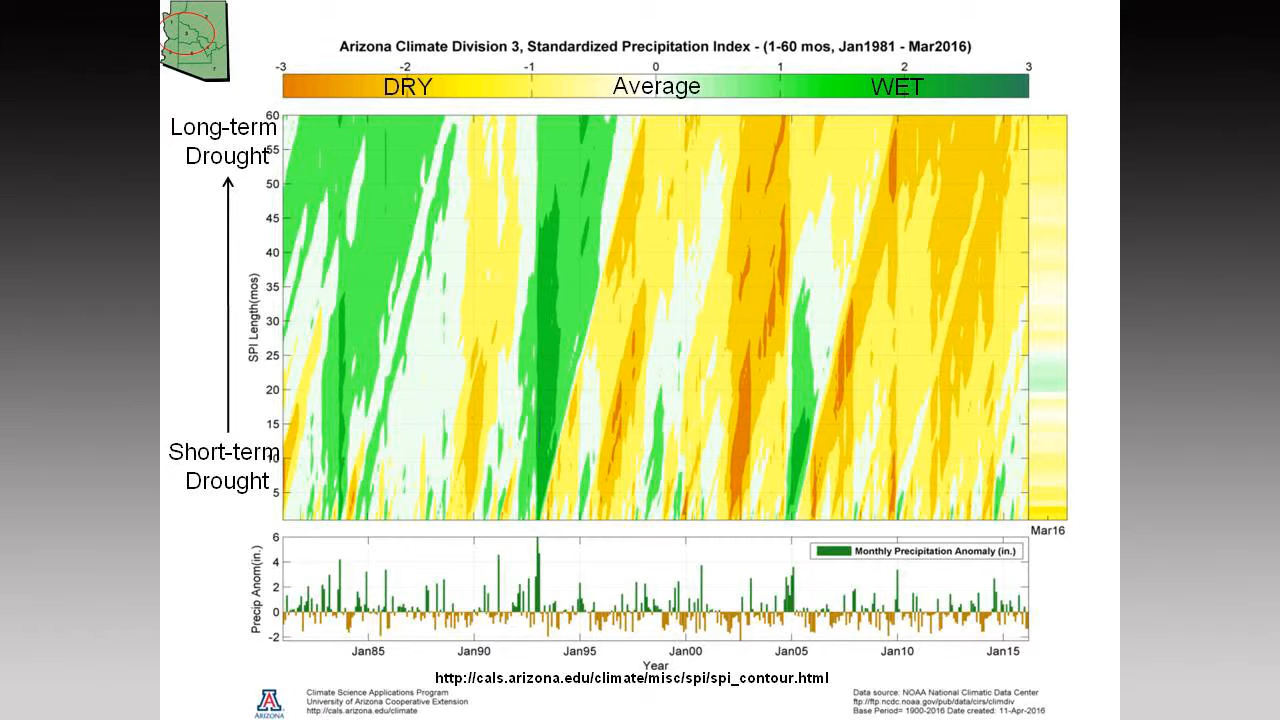 Arizona Climate Division 3, Standardized Precipitation Index - (1-60 mos, Jan1981 - Mar2016)
-3 -2 -1 0 1 2 3
DRY Average WET
Long-term
Drought
Short-term
Drought
SPI Length(mos)
60
55
50
45
40
35
30
25
20
15
10
5
Mar16
Monthly Precipitation Anomaly (in.)
Precip Anom(in.)
6
4
2
0
-2
Jan85 Jan90 Jan95 Jan00 Jan05 Jan10 Jan15
Year
http://cals.arizona.edu/climate/misc/spi/spi_contour.html
A
ARIZONA
Climate Science Applications Program
University of Arizona Cooperative Extension
http://cals.arizona.edu/climate
Data source: NOAA National Climatic Data Center
ftp://ftp.ncdc.noaa.gov/pub/data/cirs/climdiv
Base Period= 1900-2016 Date created: 11-Apr-2016